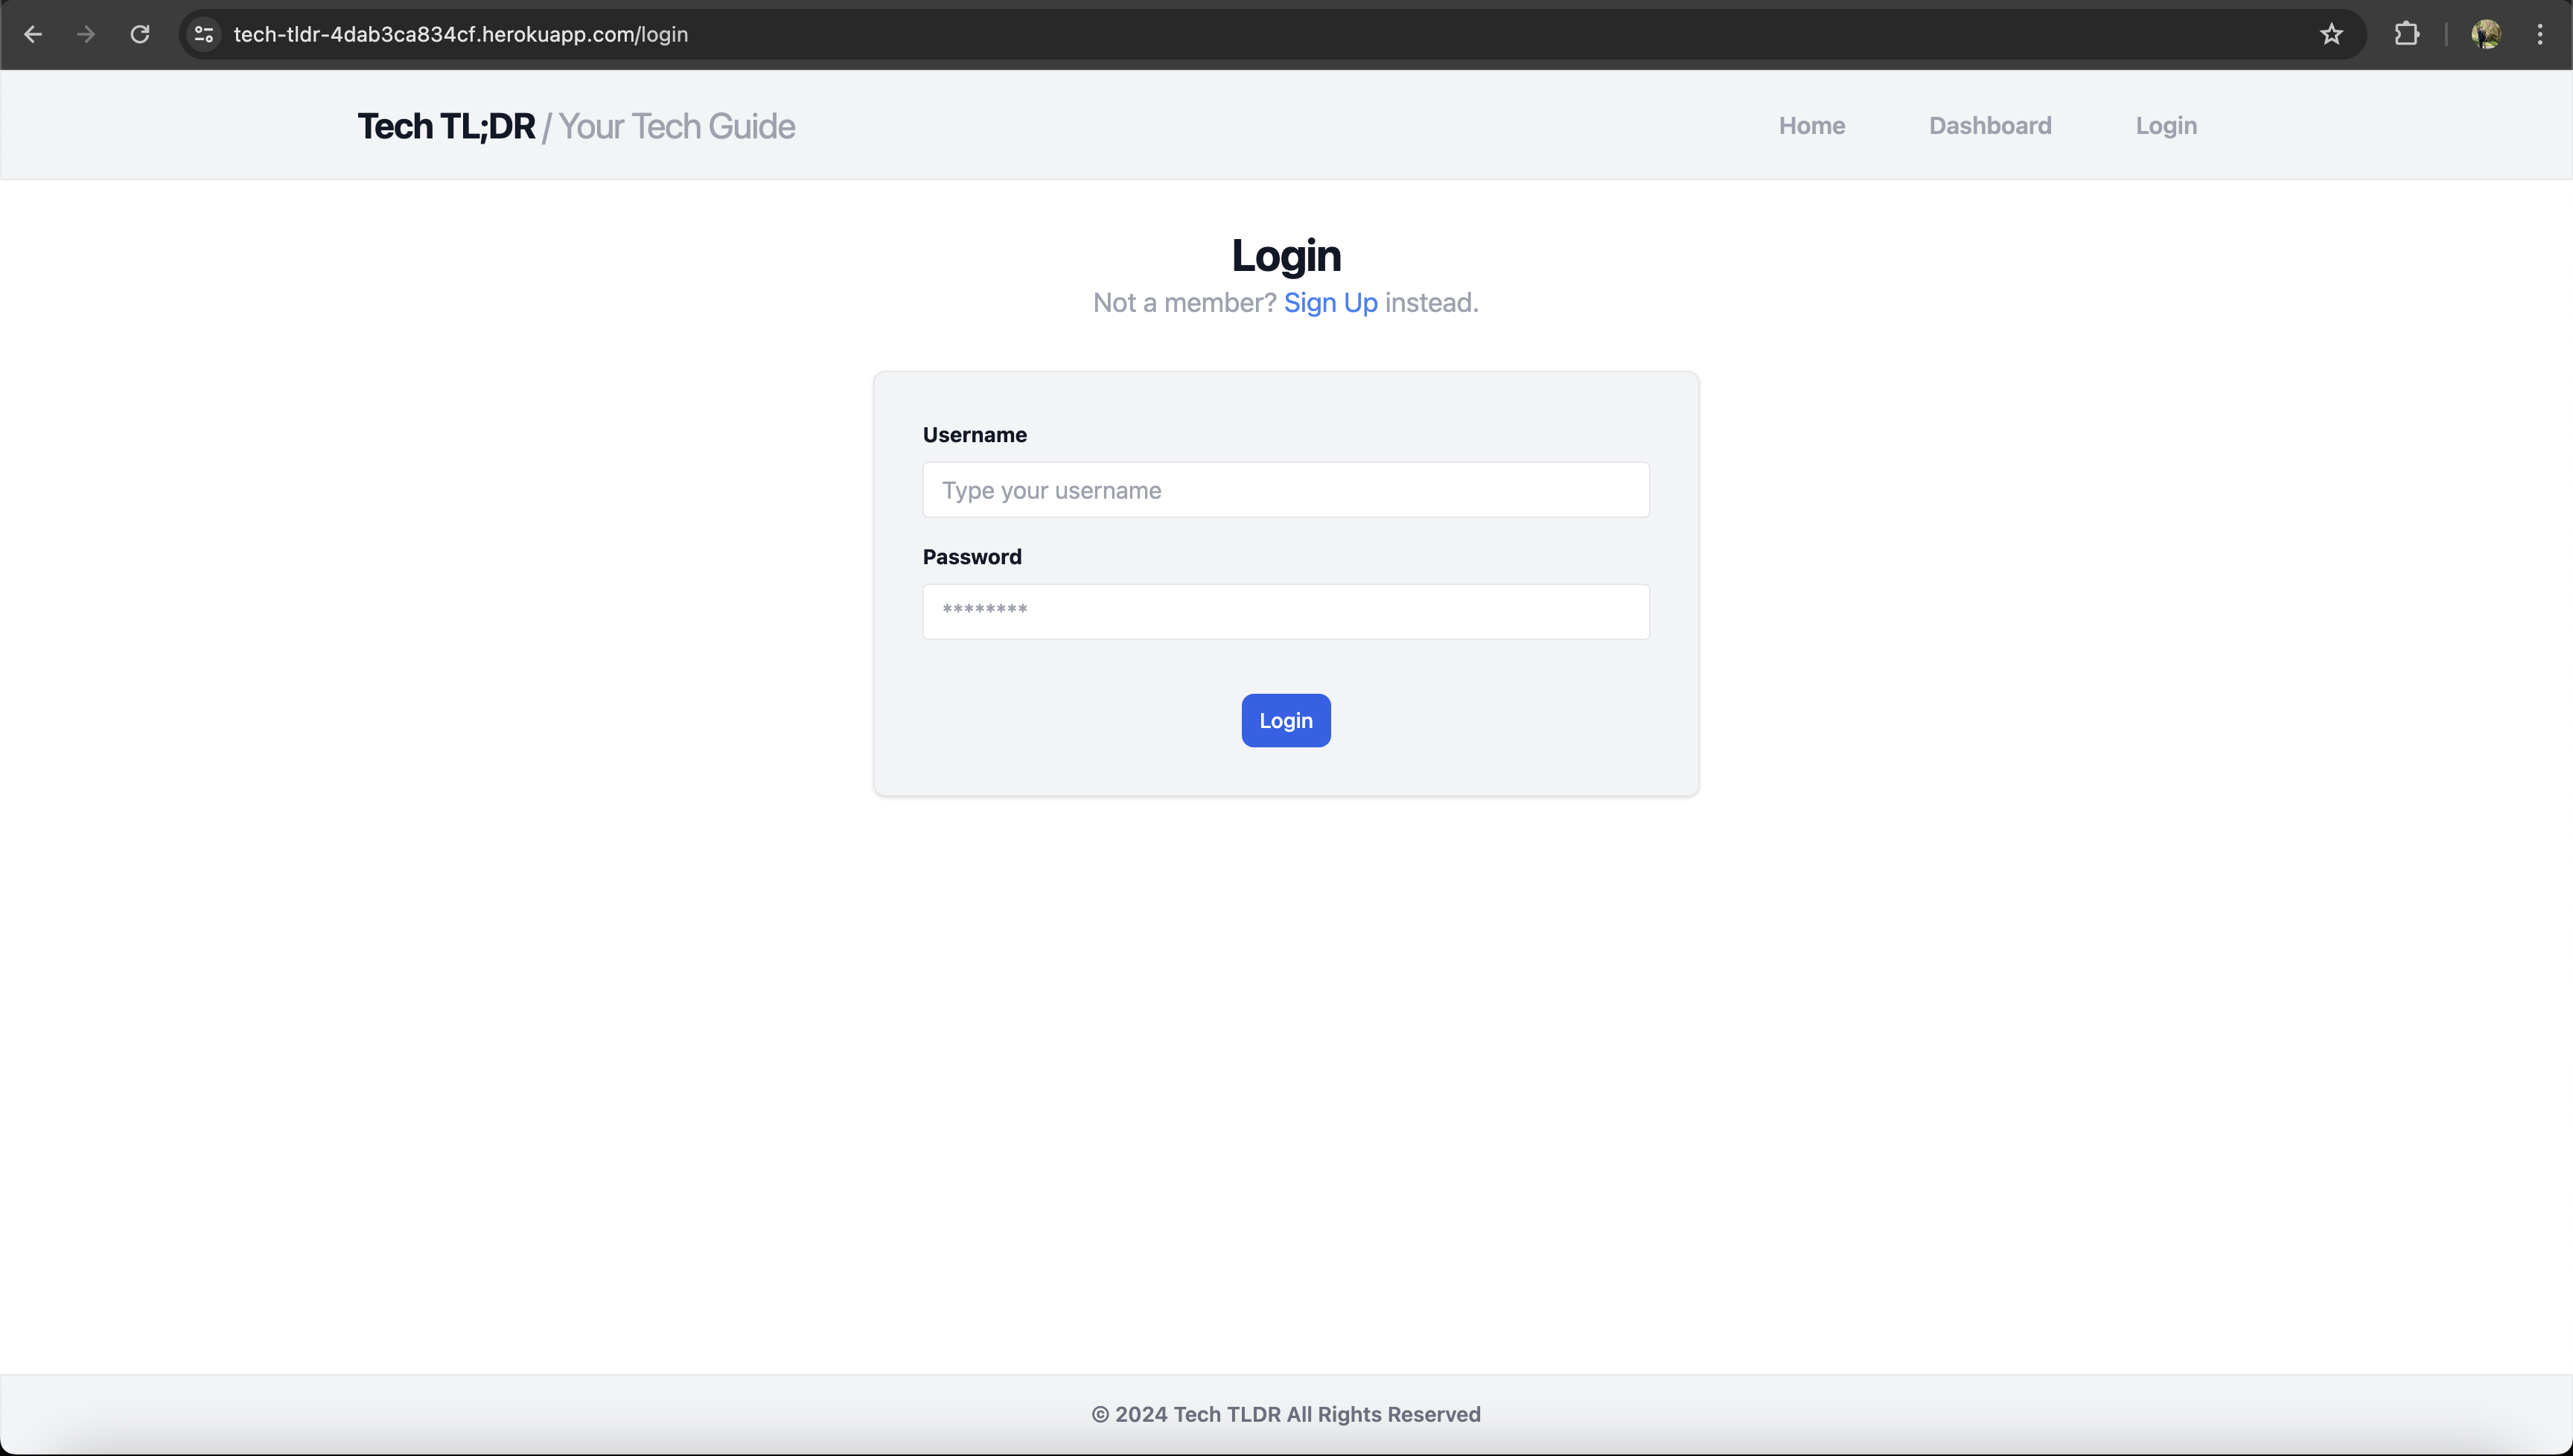 tech-tldr-4dab3ca834cf.herokuapp.com/login
Tech TL;DR / Your Tech Guide
Home Dashboard Login
Login
Not a member? Sign Up instead.
Username
Type your username
Password
********
Login
© 2024 Tech TLDR All Rights Reserved